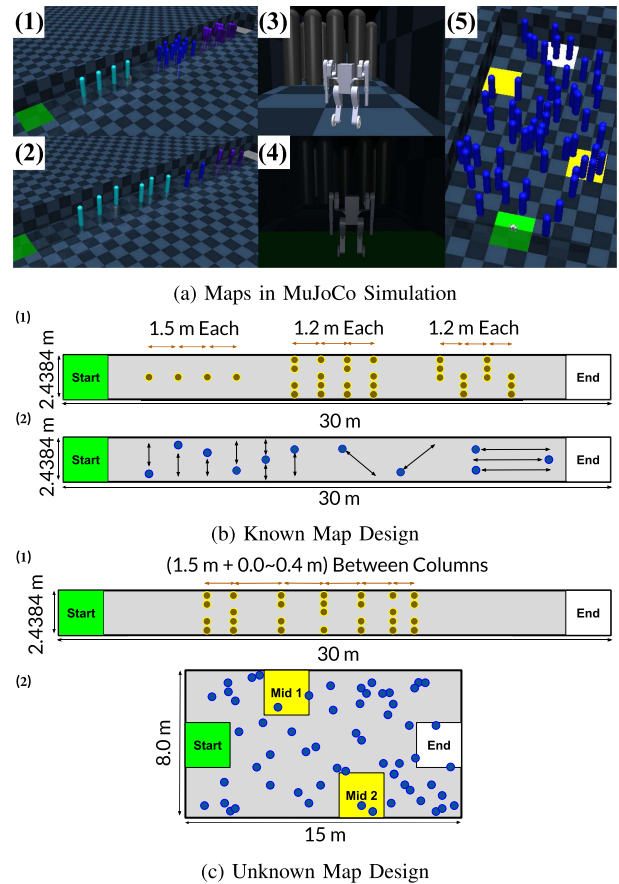 (1) (3) (5)
(2) (4)
(a) Maps in MuJoCo Simulation
(1)
1.5 m Each 1.2 m Each 1.2 m Each
2.4384 m
Start End
30 m
(2)
2.4384 m
Start End
30 m
(b) Known Map Design
(1)
(1.5 m + 0.0~0.4 m) Between Columns
2.4384 m
Start End
30 m
(2)
Mid 1
8.0 m
Start End
Mid 2
15 m
(c) Unknown Map Design